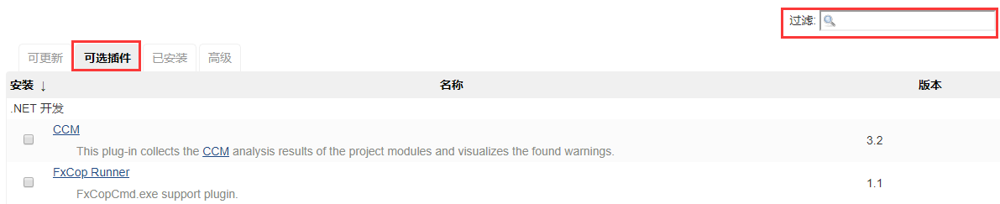 过滤:
可更新 可选插件 已安装 高级
安装 ↓ 名称 版本
.NET 开发
CCM
This plug-in collects the CCM analysis results of the project modules and visualizes the found warnings.
3.2
FxCop Runner
FxCopCmd.exe support plugin.
1.1